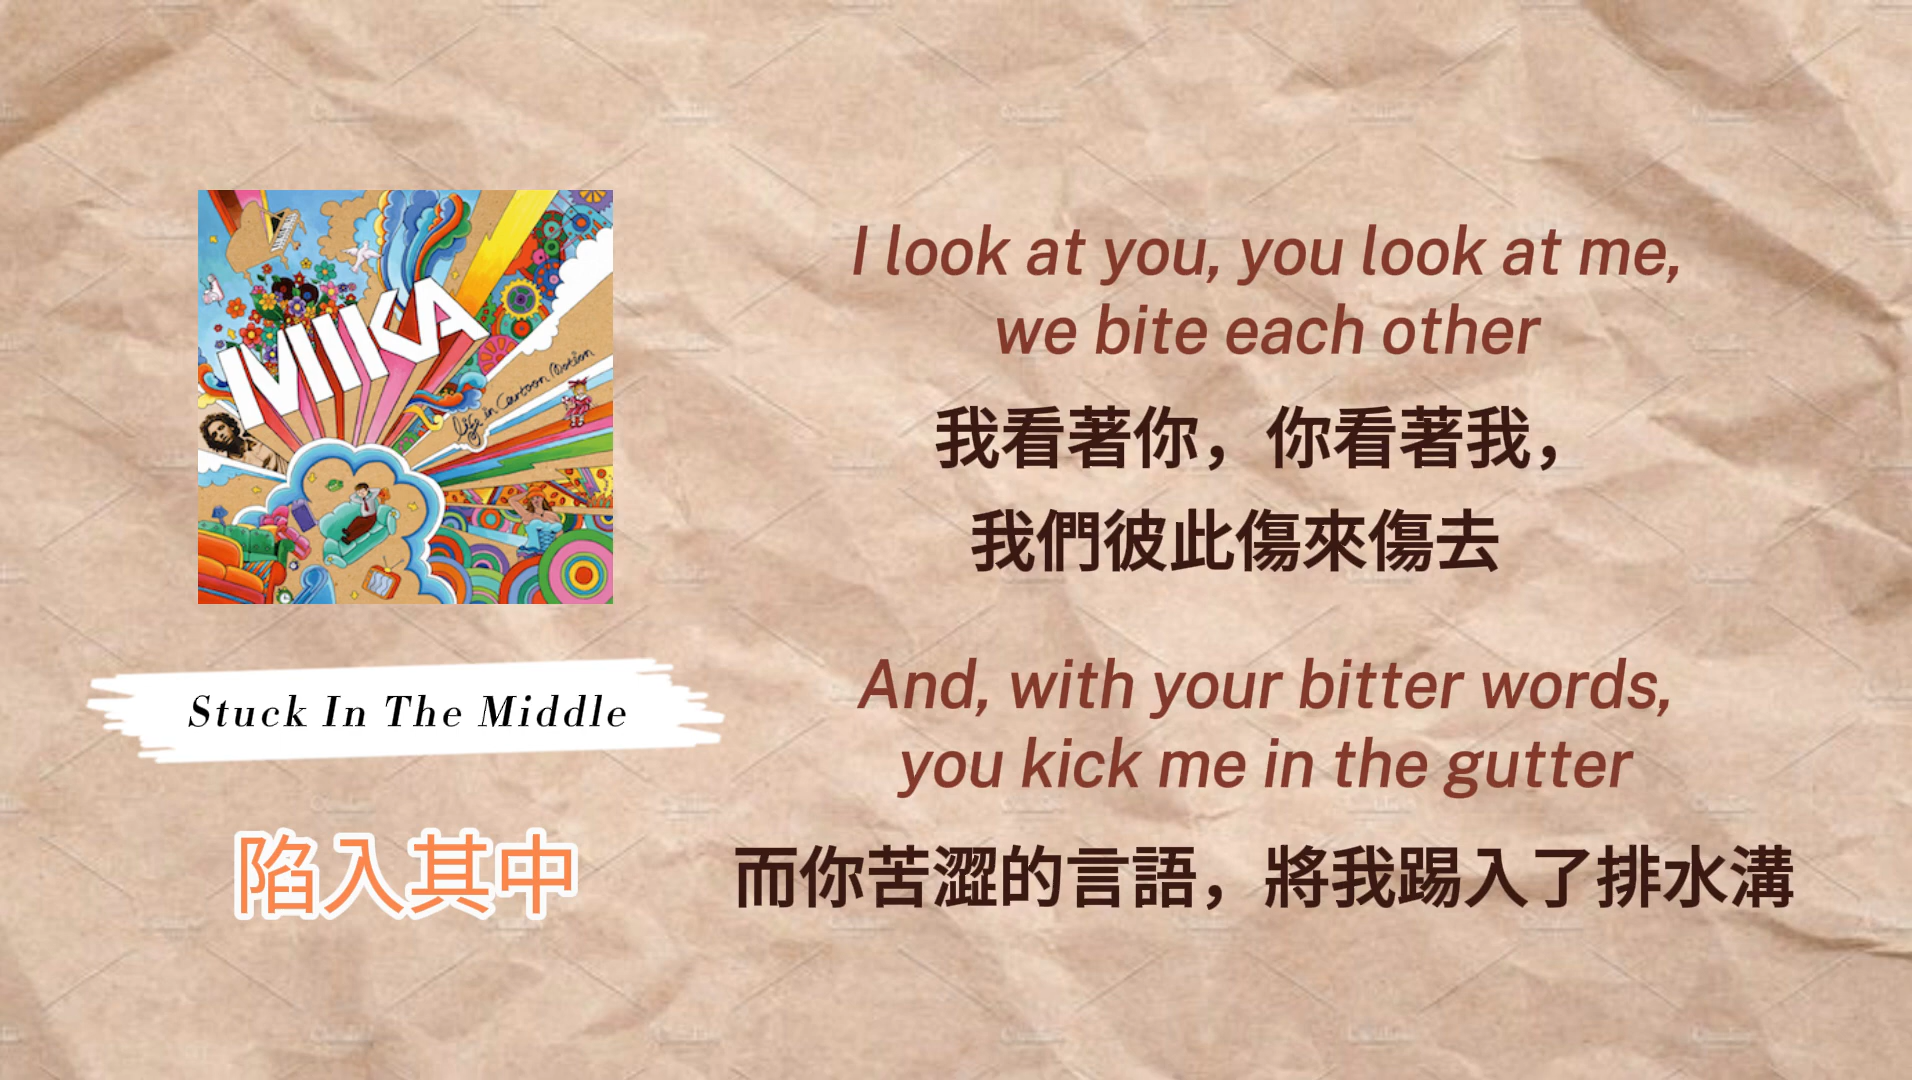 MIKA
life in Cartoon Motion
Stuck In The Middle
陷入其中
I look at you, you look at me,
we bite each other
我看著你，你看著我，
我們彼此傷來傷去
And, with your bitter words,
you kick me in the gutter
而你苦澀的言語，將我踢入了排水溝